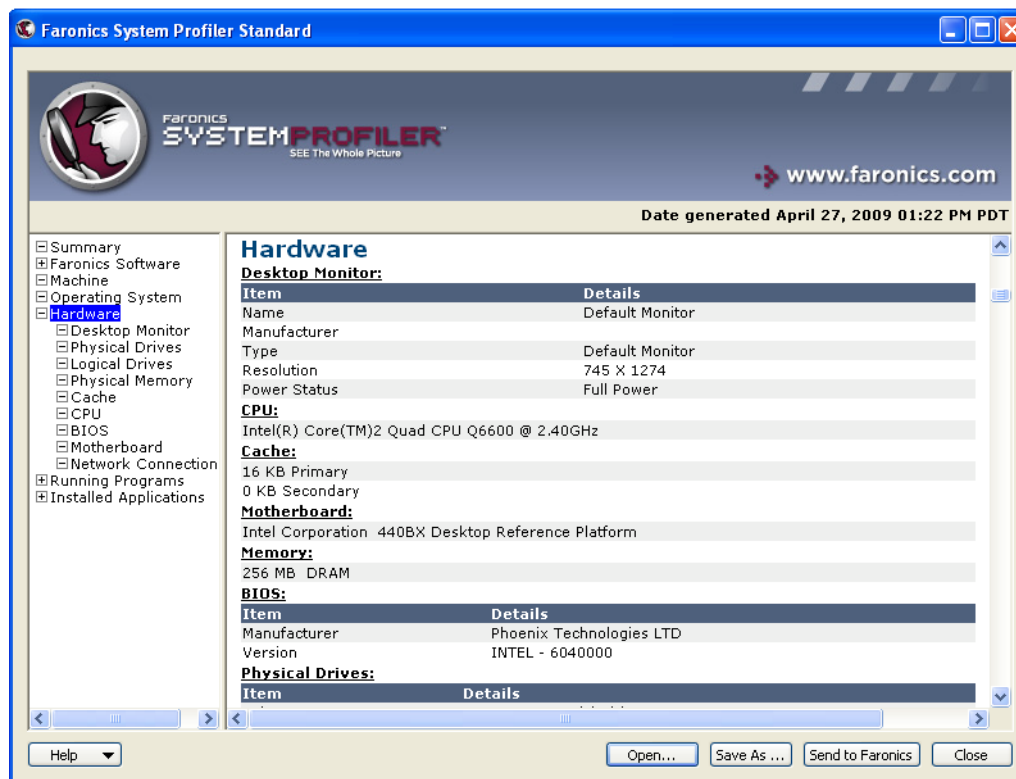 Faronics System Profiler Standard
Faronics
SYSTEMPROFILER™
SEE The Whole Picture
www.faronics.com
Date generated April 27, 2009 01:22 PM PDT
Summary
Faronics Software
Machine
Operating System
Hardware
Desktop Monitor
Physical Drives
Logical Drives
Physical Memory
Cache
CPU
BIOS
Motherboard
Network Connection
Running Programs
Installed Applications
Hardware
Desktop Monitor:
Item Details
Name Default Monitor
Manufacturer
Type Default Monitor
Resolution 745 X 1274
Power Status Full Power
CPU:
Intel(R) Core(TM)2 Quad CPU Q6600 @ 2.40GHz
Cache:
16 KB Primary
0 KB Secondary
Motherboard:
Intel Corporation 440BX Desktop Reference Platform
Memory:
256 MB DRAM
BIOS:
Item Details
Manufacturer Phoenix Technologies LTD
Version INTEL - 6040000
Physical Drives:
Item Details
Help
Open...
Save As ...
Send to Faronics
Close